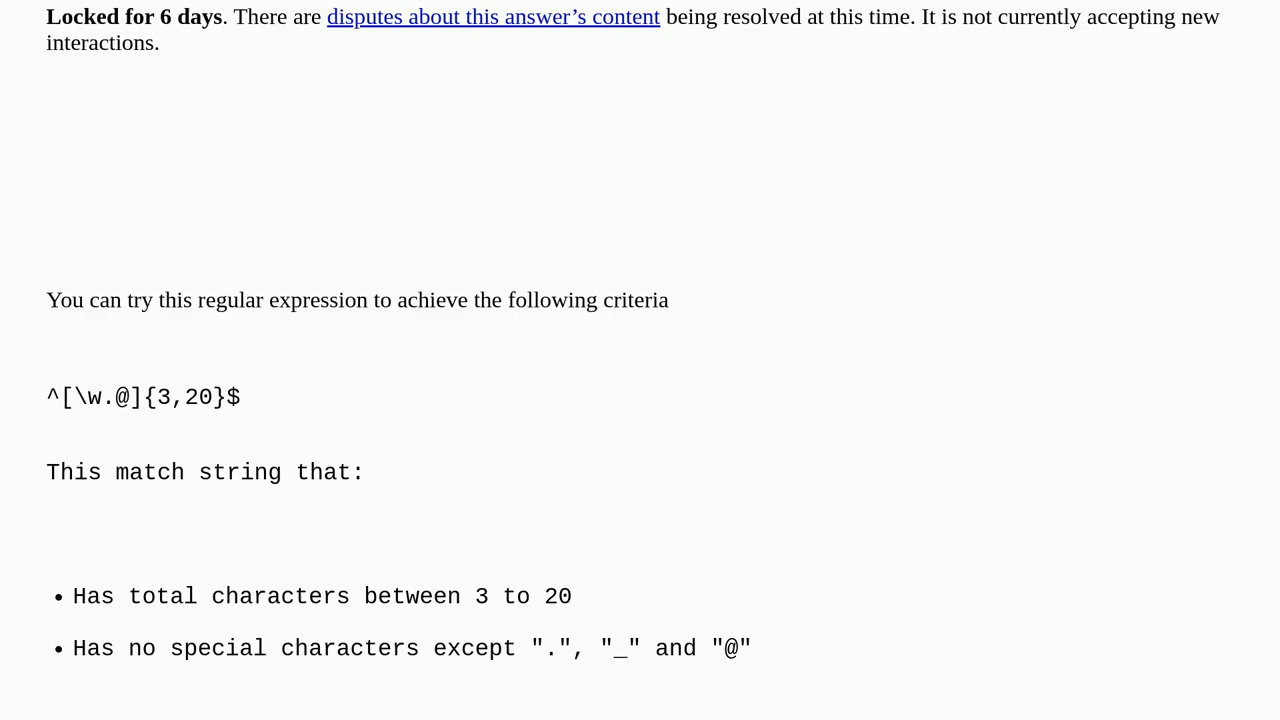 Locked for 6 days. There are disputes about this answer’s content being resolved at this time. It is not currently accepting new
interactions.
You can try this regular expression to achieve the following criteria
^[\w.@]{3,20}$
This match string that:
• Has total characters between 3 to 20
• Has no special characters except ".", "_" and "@"